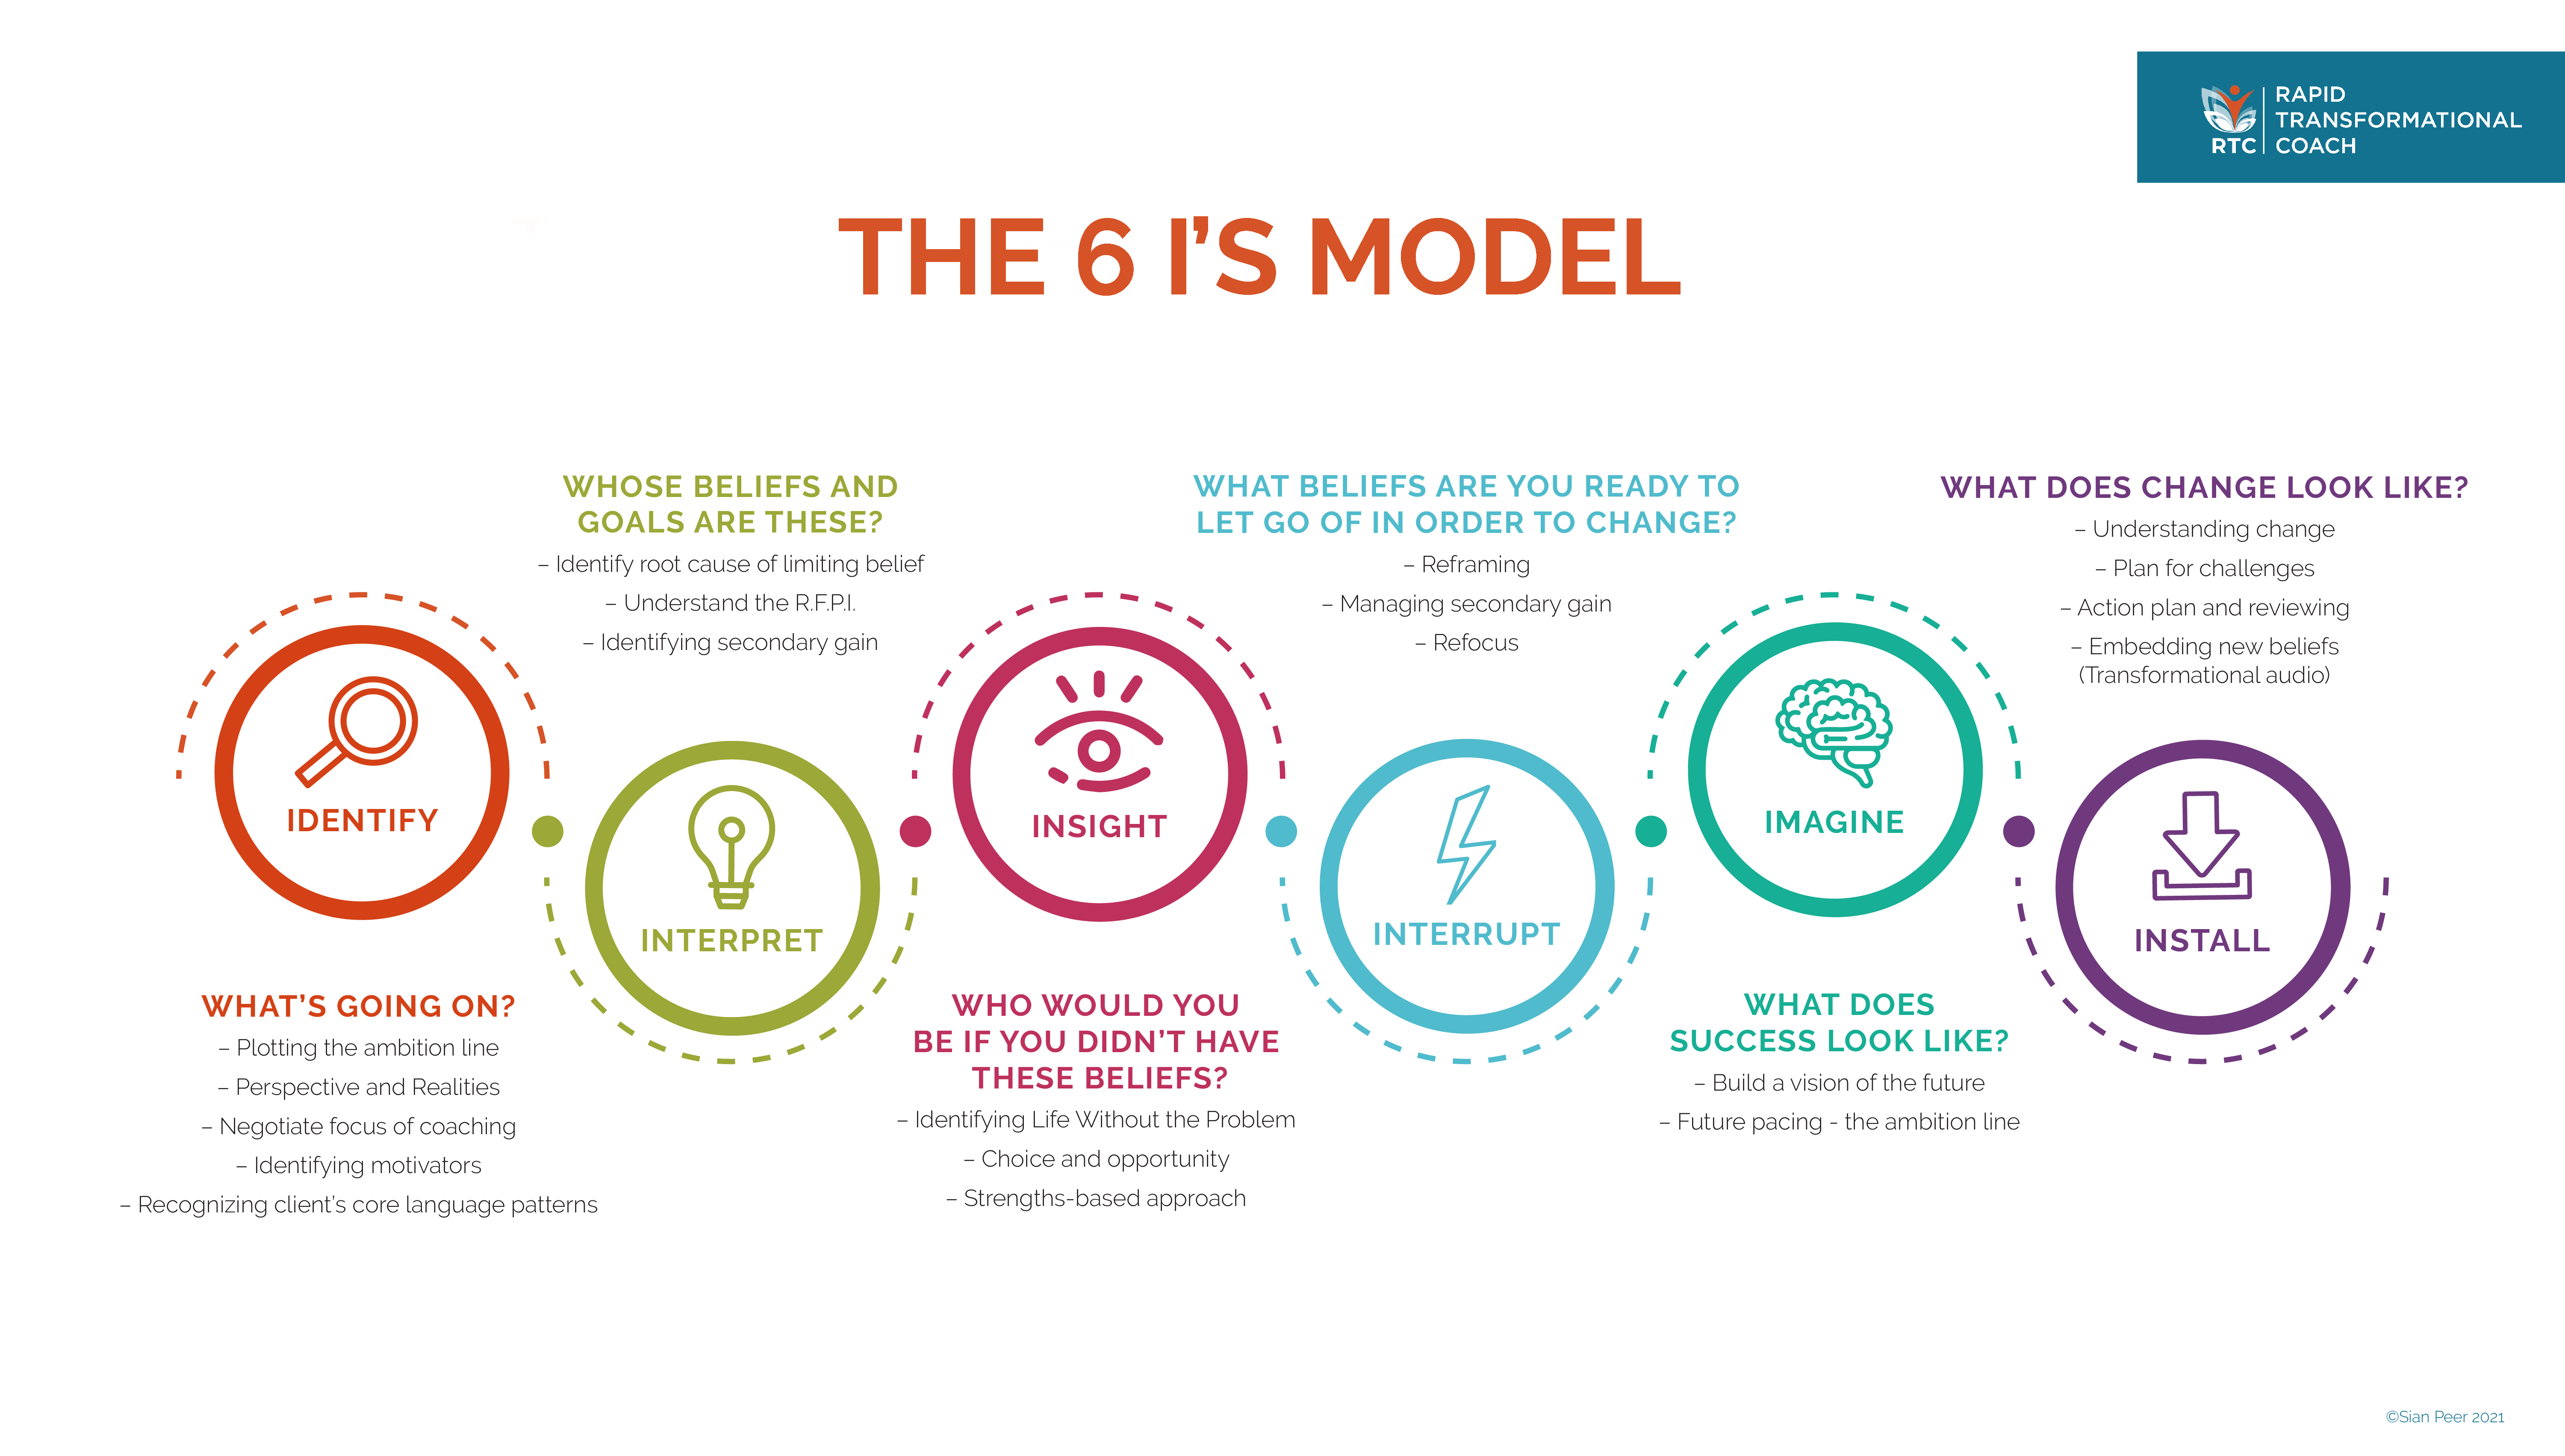 RAPID
TRANSFORMATIONAL
COACH
RTC
THE 6 I'S MODEL
IDENTIFY
WHAT'S GOING ON?
– Plotting the ambition line
– Perspective and Realities
– Negotiate focus of coaching
– Identifying motivators
– Recognizing client's core language patterns
WHOSE BELIEFS AND
GOALS ARE THESE?
– Identify root cause of limiting belief
– Understand the R.F.P.I.
– Identifying secondary gain
INTERPRET
INSIGHT
WHO WOULD YOU
BE IF YOU DIDN'T HAVE
THESE BELIEFS?
– Identifying Life Without the Problem
– Choice and opportunity
– Strengths-based approach
WHAT BELIEFS ARE YOU READY TO
LET GO OF IN ORDER TO CHANGE?
– Reframing
– Managing secondary gain
– Refocus
INTERRUPT
IMAGINE
WHAT DOES
SUCCESS LOOK LIKE?
– Build a vision of the future
– Future pacing - the ambition line
WHAT DOES CHANGE LOOK LIKE?
– Understanding change
– Plan for challenges
– Action plan and reviewing
– Embedding new beliefs
(Transformational audio)
INSTALL
©Sian Peer 2021